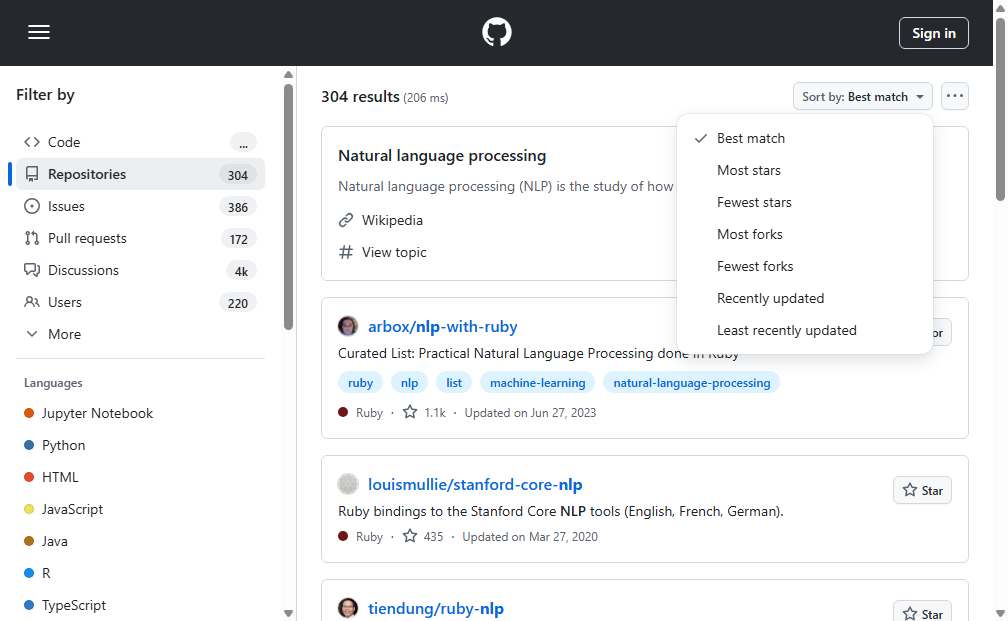 Sign in
Filter by
Code ...
Repositories 304
Issues 386
Pull requests 172
Discussions 4k
Users 220
More
Languages
Jupyter Notebook
Python
HTML
JavaScript
Java
R
TypeScript
304 results (206 ms)
Sort by: Best match
Best match
Most stars
Fewest stars
Most forks
Fewest forks
Recently updated
Least recently updated
Natural language processing
Natural language processing (NLP) is the study of how
Wikipedia
View topic
arbox/nlp-with-ruby
Curated List: Practical Natural Language Processing done in Ruby
ruby nlp list machine-learning natural-language-processing
Ruby · 1.1k · Updated on Jun 27, 2023
louismullie/stanford-core-nlp
Star
Ruby bindings to the Stanford Core NLP tools (English, French, German).
Ruby · 435 · Updated on Mar 27, 2020
tiendung/ruby-nlp
Star